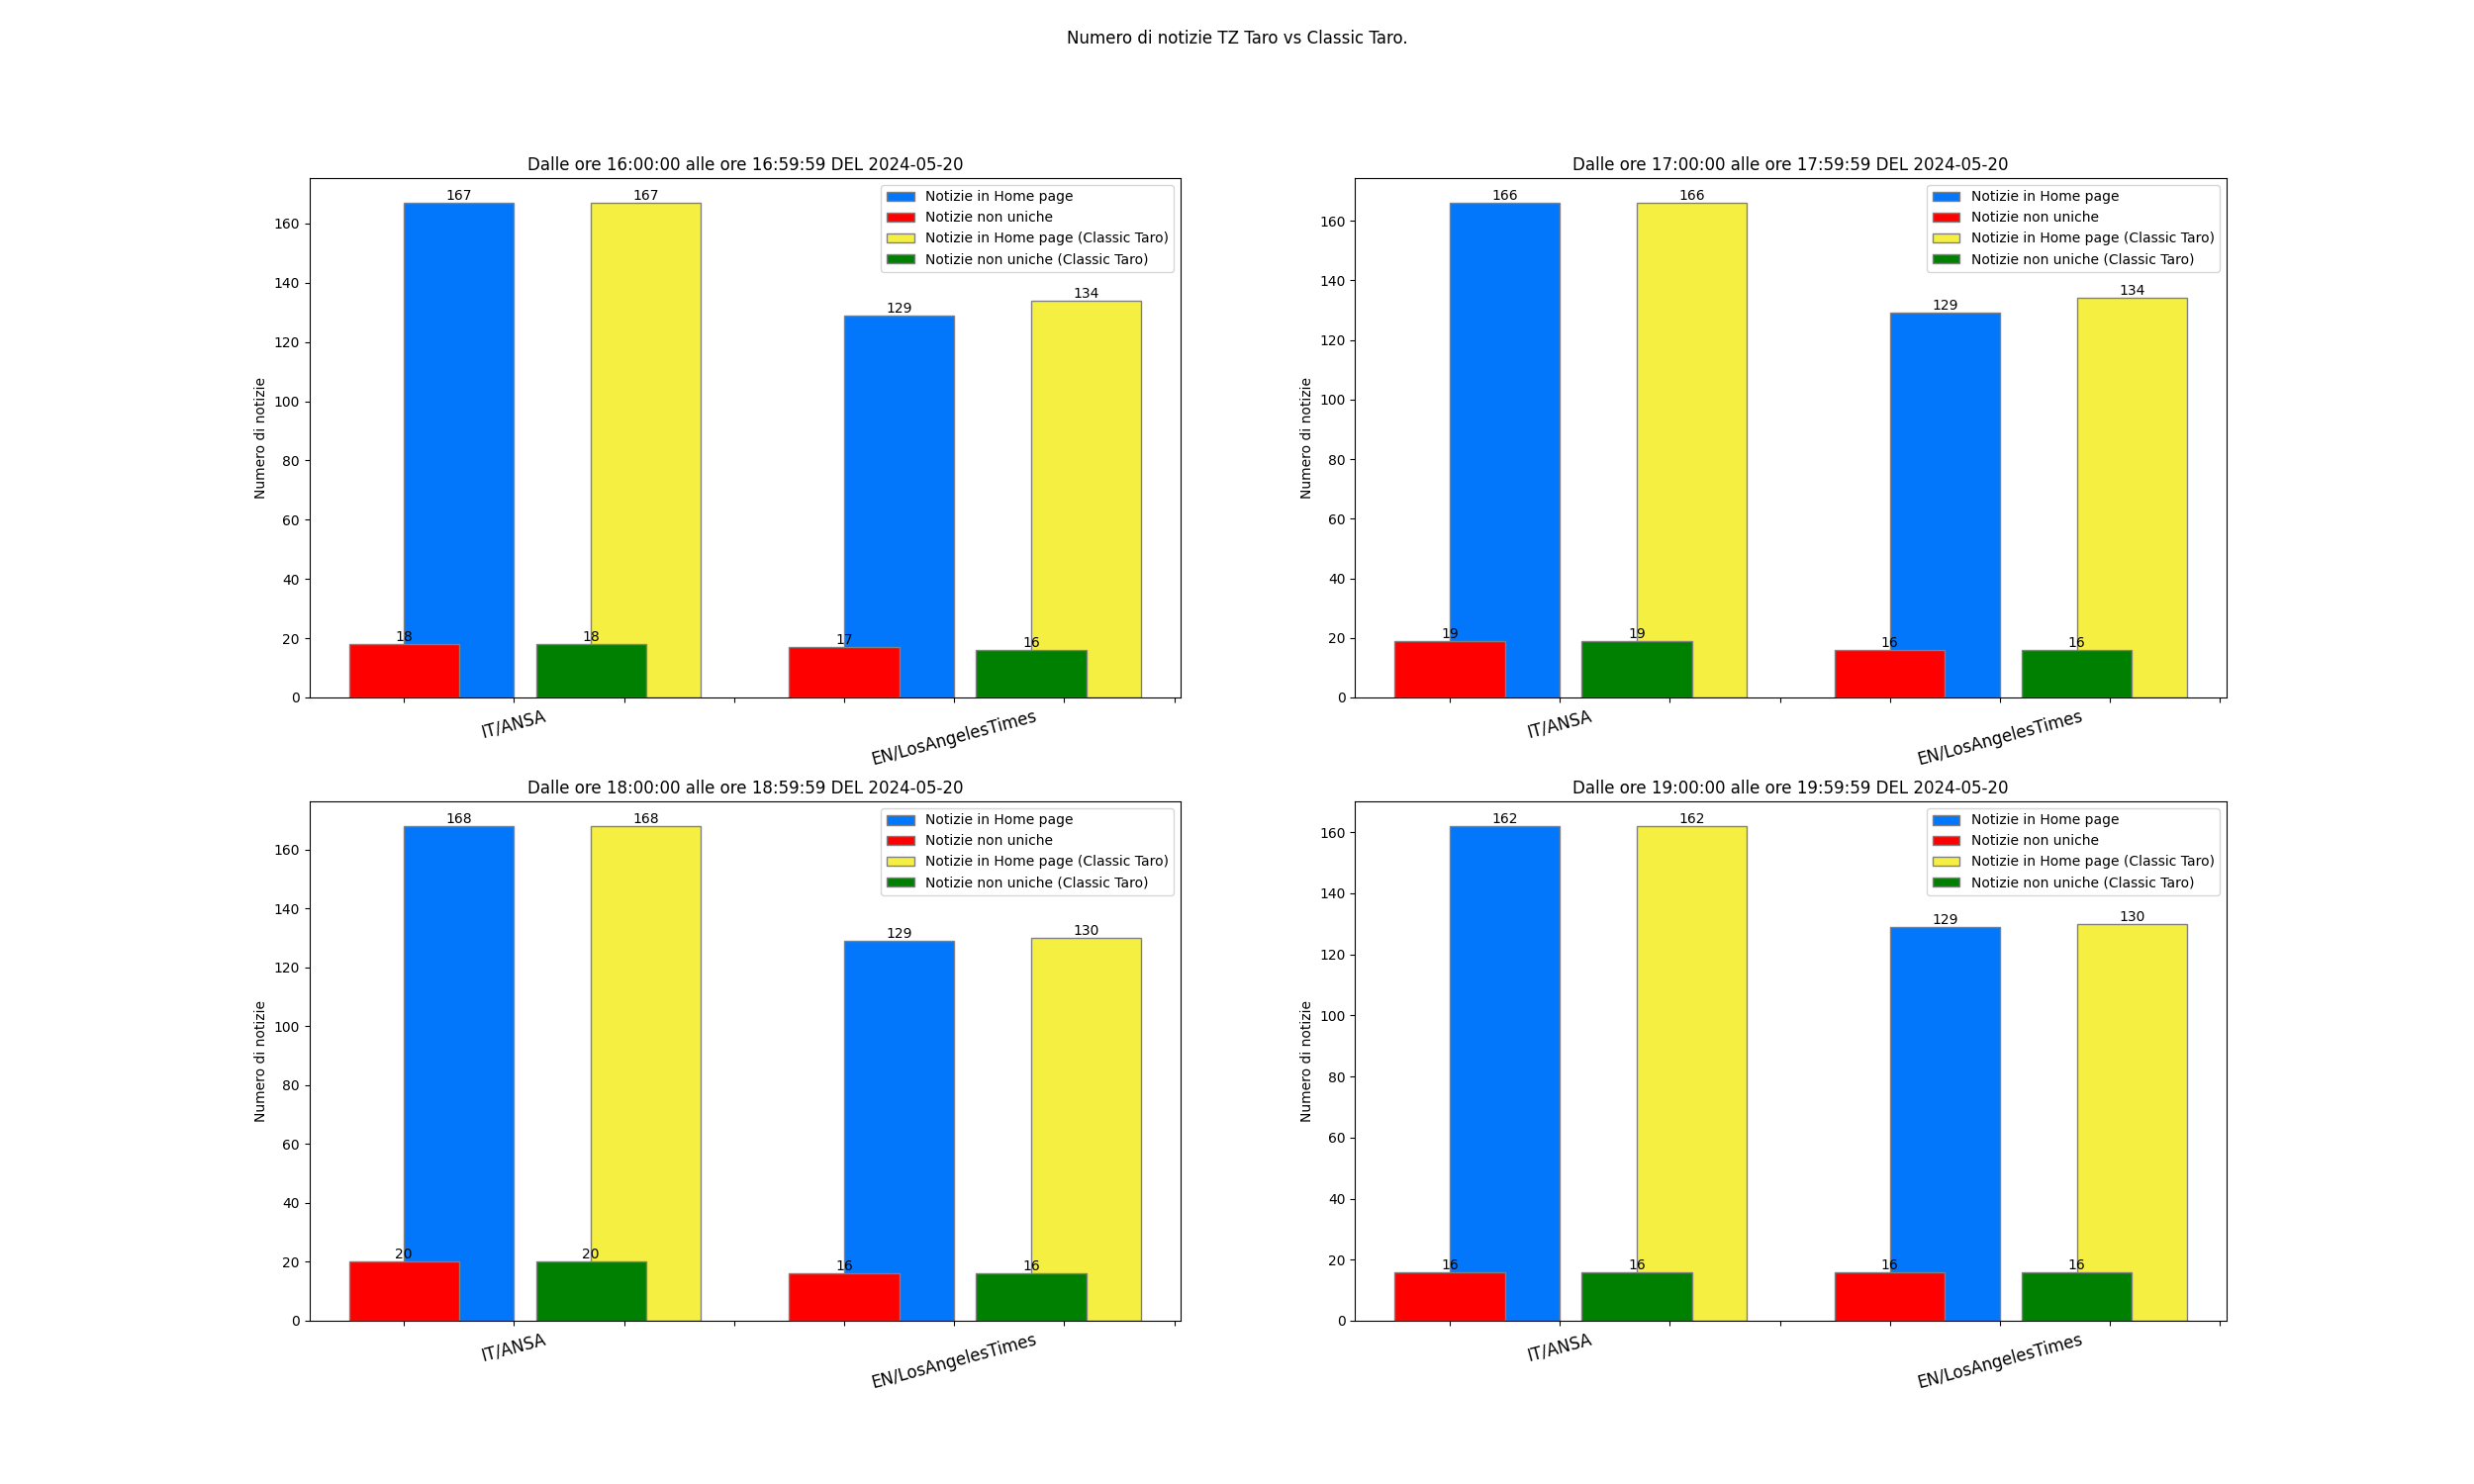 Numero di notizie TZ Taro vs Classic Taro.
Dalle ore 16:00:00 alle ore 16:59:59 DEL 2024-05-20
Numero di notizie
160
140
120
100
80
60
40
20
0
167
167
129
134
18
18
17
16
Notizie in Home page
Notizie non uniche
Notizie in Home page (Classic Taro)
Notizie non uniche (Classic Taro)
IT/ANSA
EN/LosAngelesTimes
Dalle ore 17:00:00 alle ore 17:59:59 DEL 2024-05-20
Numero di notizie
160
140
120
100
80
60
40
20
0
166
166
129
134
19
19
16
16
Notizie in Home page
Notizie non uniche
Notizie in Home page (Classic Taro)
Notizie non uniche (Classic Taro)
IT/ANSA
EN/LosAngelesTimes
Dalle ore 18:00:00 alle ore 18:59:59 DEL 2024-05-20
Numero di notizie
160
140
120
100
80
60
40
20
0
168
168
129
130
20
20
16
16
Notizie in Home page
Notizie non uniche
Notizie in Home page (Classic Taro)
Notizie non uniche (Classic Taro)
IT/ANSA
EN/LosAngelesTimes
Dalle ore 19:00:00 alle ore 19:59:59 DEL 2024-05-20
Numero di notizie
160
140
120
100
80
60
40
20
0
162
162
129
130
16
16
16
16
Notizie in Home page
Notizie non uniche
Notizie in Home page (Classic Taro)
Notizie non uniche (Classic Taro)
IT/ANSA
EN/LosAngelesTimes